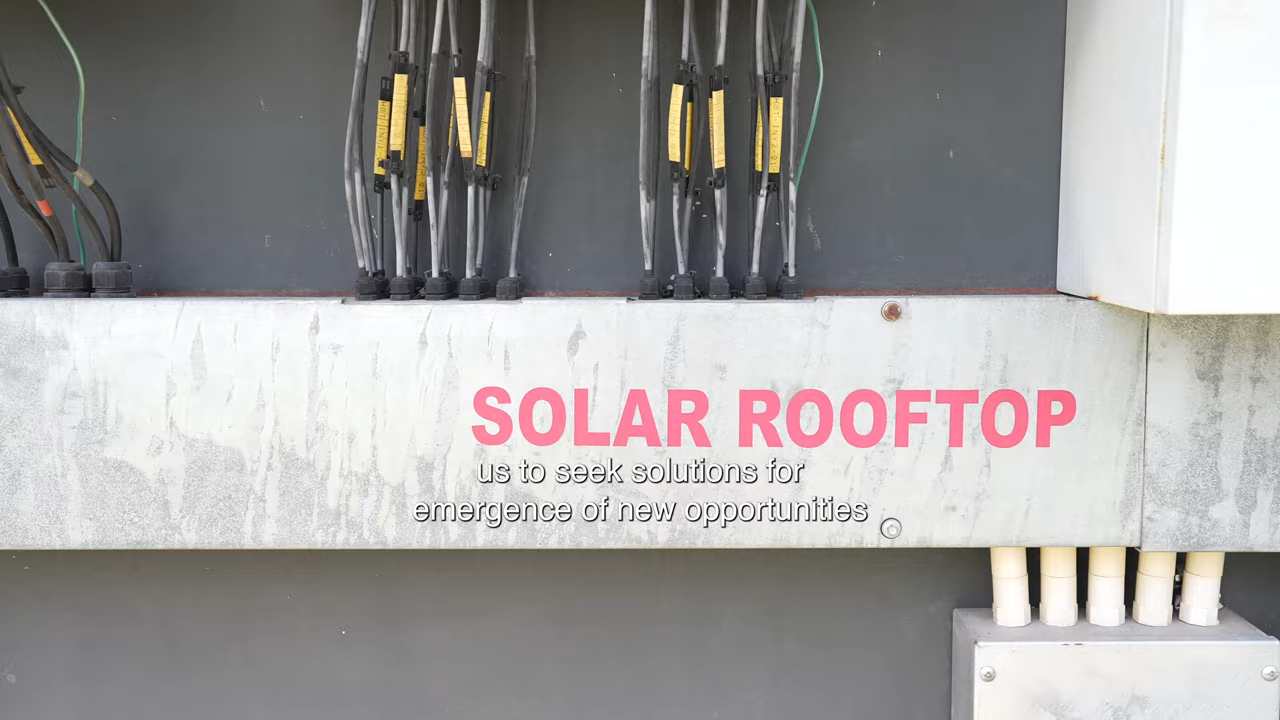 SOLAR ROOFTOP
us to seek solutions for
emergence of new opportunities